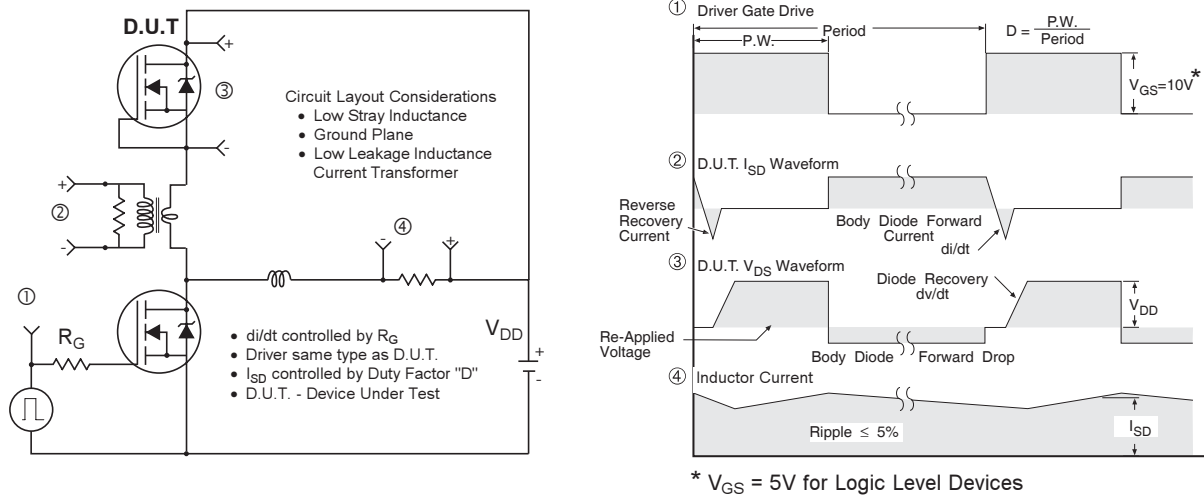 D.U.T
+
③
-
Circuit Layout Considerations
• Low Stray Inductance
• Ground Plane
• Low Leakage Inductance
Current Transformer
+
②
-
④
-
+
①
R_G
V_DD
+
-
• di/dt controlled by R_G
• Driver same type as D.U.T.
• I_SD controlled by Duty Factor "D"
• D.U.T. - Device Under Test
① Driver Gate Drive
P.W.
Period
D = P.W.
Period
V_GS=10V *
② D.U.T. I_SD Waveform
Reverse
Recovery
Current
Body Diode Forward
Current
di/dt
③ D.U.T. V_DS Waveform
Diode Recovery
dv/dt
V_DD
Re-Applied
Voltage
Body Diode Forward Drop
④ Inductor Current
Ripple ≤ 5%
I_SD
* V_GS = 5V for Logic Level Devices